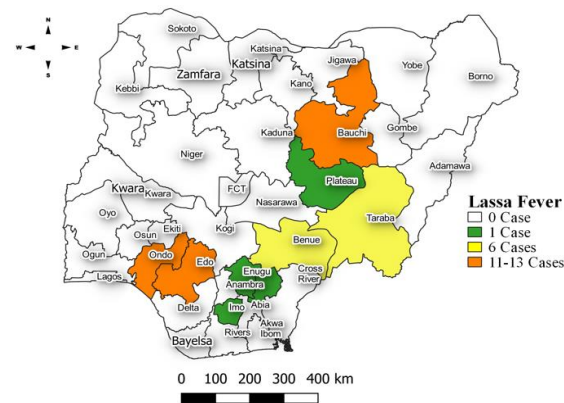 N
W E
S
Sokoto
Katsina
Jigawa
Zamfara
Katsina
Yobe
Borno
Kebbi
Kano
Kaduna
Bauchi
Gombe
Niger
Adamawa
Plateau
Kwara
Kwara
FCT
Nasarawa
Taraba
Oyo
Ekiti
Kogi
Osun
Benue
Ogun
Ondo
Edo
Enugu
Cross
River
Lagos
Anambra
Delta
Imo
Abia
Bayelsa
Rivers
Akwa
Ibom
Lassa Fever
0 Case
1 Case
6 Cases
11-13 Cases
0 100 200 300 400 km